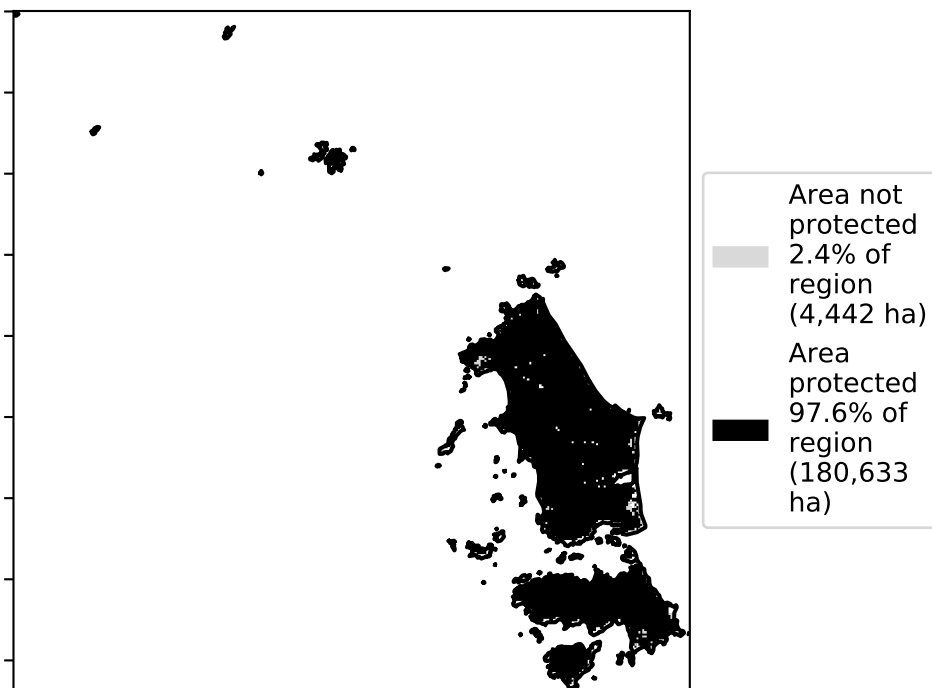 Area not
protected
2.4% of
region
(4,442 ha)
Area
protected
97.6% of
region
(180,633
ha)